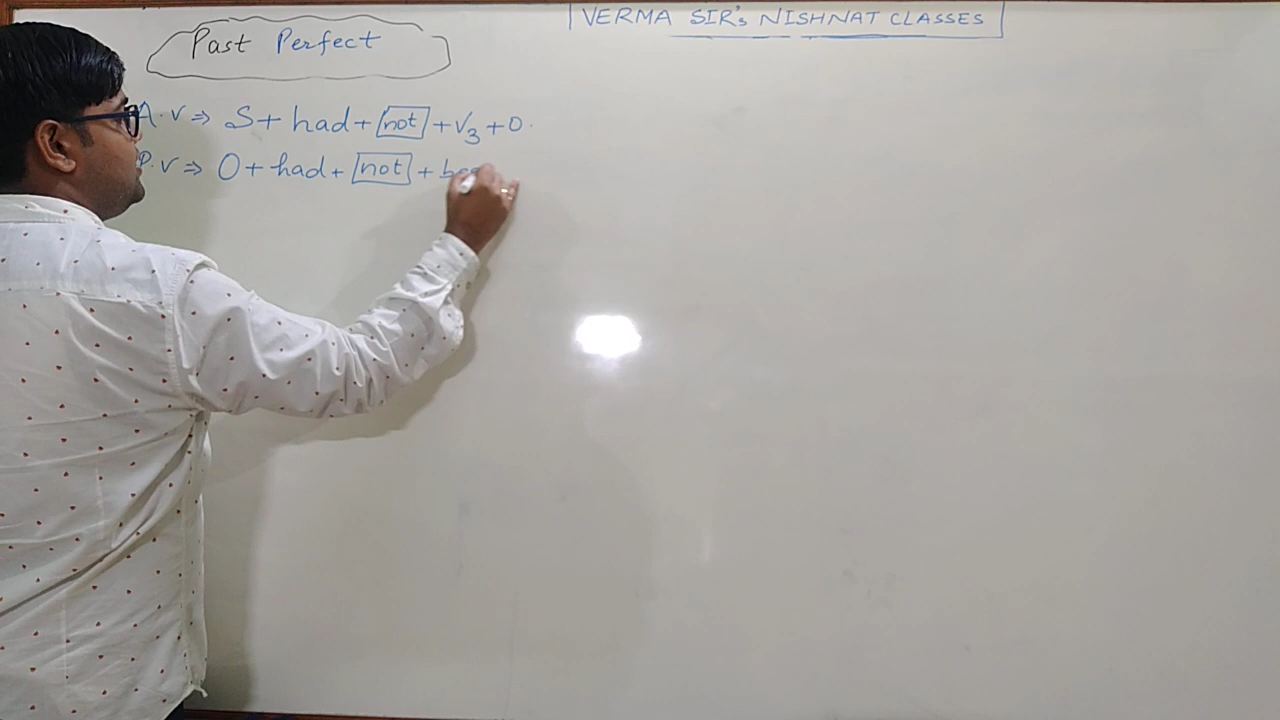 VERMA SIR's NISHNAT CLASSES
Past Perfect
A.V ⇒ S + had + not + V3 + O.
P.V ⇒ O + had + not +